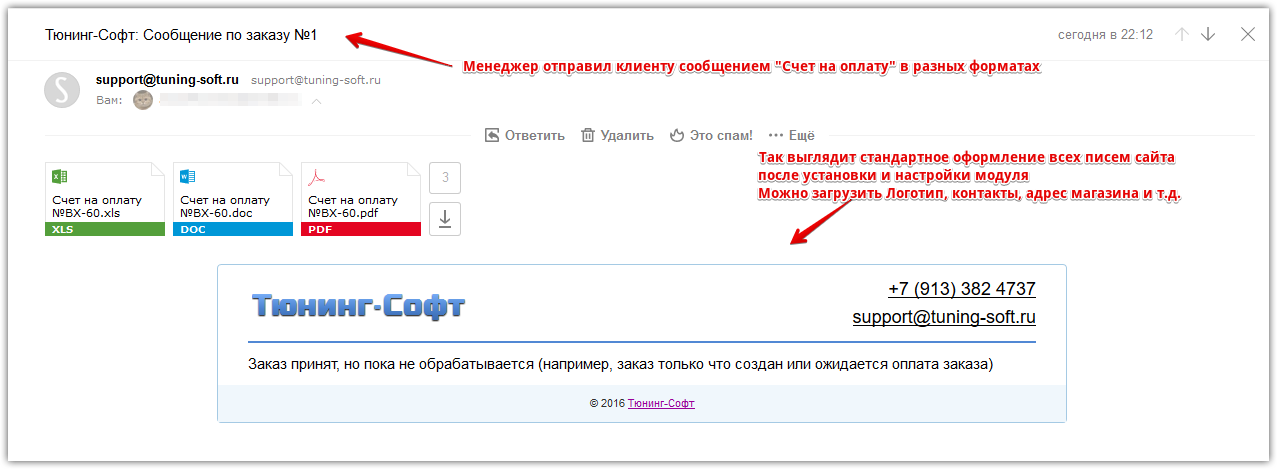 Тюнинг-Софт: Сообщение по заказу №1
сегодня в 22:12
Менеджер отправил клиенту сообщением "Счет на оплату" в разных форматах
S
support@tuning-soft.ru support@tuning-soft.ru
Вам:
Ответить Удалить Это спам! Ещё
Так выглядит стандартное оформление всех писем сайта
после установки и настройки модуля
Можно загрузить Логотип, контакты, адрес магазина и т.д.
Счет на оплату
№BX-60.xls
XLS
Счет на оплату
№BX-60.doc
DOC
Счет на оплату
№BX-60.pdf
PDF
3
Тюнинг-Софт
+7 (913) 382 4737
support@tuning-soft.ru
Заказ принят, но пока не обрабатывается (например, заказ только что создан или ожидается оплата заказа)
© 2016 Тюнинг-Софт